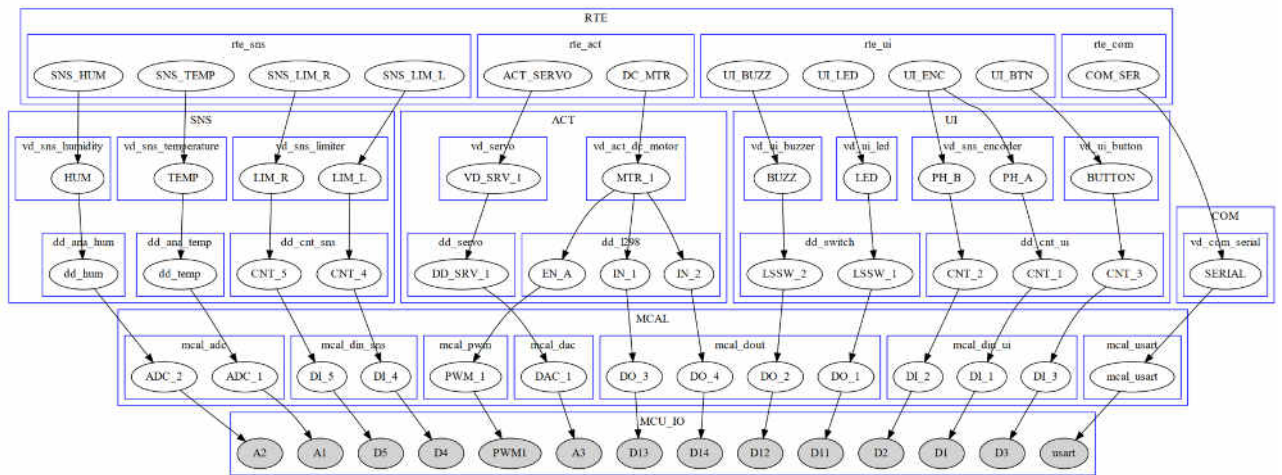 RTE
rte_sns rte_act rte_ui rte_com
SNS_HUM SNS_TEMP SNS_LIM_R SNS_LIM_L ACT_SERVO DC_MTR UI_BUZZ UI_LED UI_ENC UI_BTN COM_SER
SNS ACT UI
vd_sns_humidity vd_sns_temperature vd_sns_limiter vd_servo vd_act_dc_motor vd_ui_buzzer vd_ui_led vd_sns_encoder vd_ui_button
HUM TEMP LIM_R LIM_L VD_SRV_1 MTR_1 BUZZ LED PH_B PH_A BUTTON
COM
dd_ana_hum dd_ana_temp dd_cnt_sns dd_servo dd_l298 dd_switch dd_cnt_ui vd_com_serial
dd_hum dd_temp CNT_5 CNT_4 DD_SRV_1 EN_A IN_1 IN_2 LSSW_2 LSSW_1 CNT_2 CNT_1 CNT_3 SERIAL
MCAL
mcal_adc mcal_din_sns mcal_pwm mcal_dac mcal_dout mcal_din_ui mcal_usart
ADC_2 ADC_1 DI_5 DI_4 PWM_1 DAC_1 DO_3 DO_4 DO_2 DO_1 DI_2 DI_1 DI_3 mcal_usart
MCU_IO
A2 A1 D5 D4 PWM1 A3 D13 D14 D12 D11 D2 D1 D3 usart